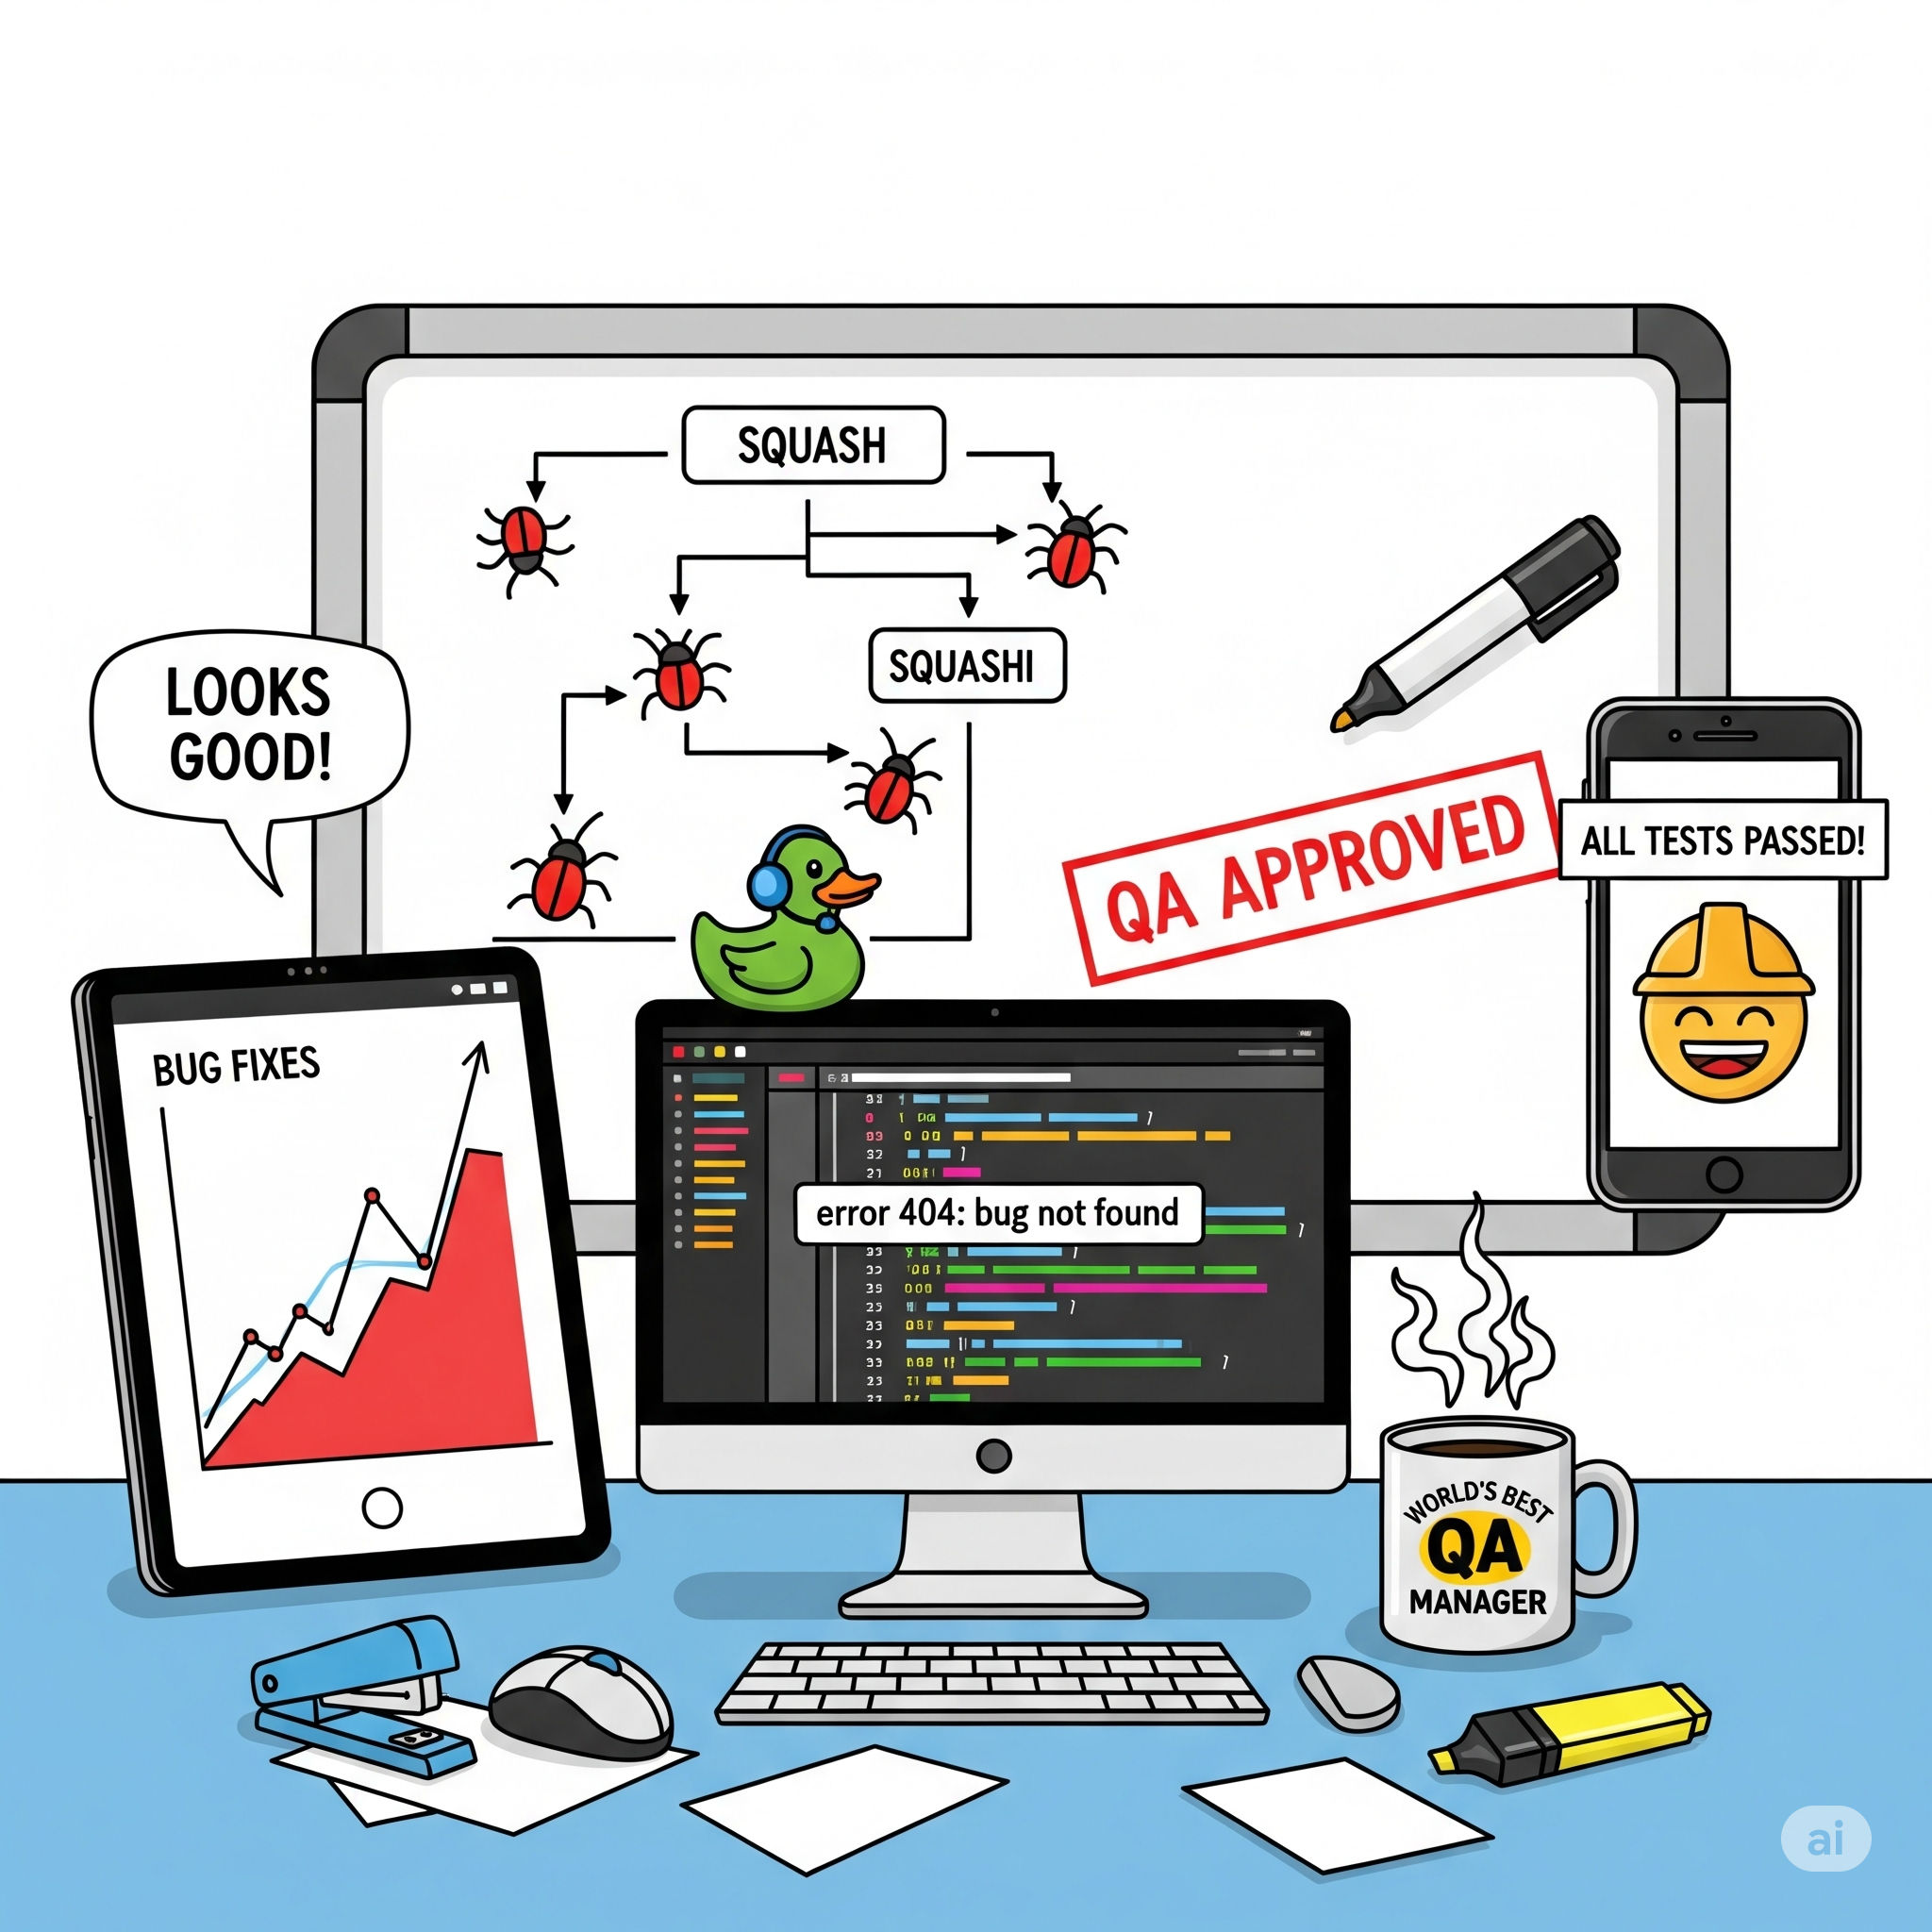 SQUASH
SQUASHI
LOOKS
GOOD!
QA APPROVED
ALL TESTS PASSED!
BUG FIXES
error 404: bug not found
WORLD'S BEST
QA
MANAGER
ai